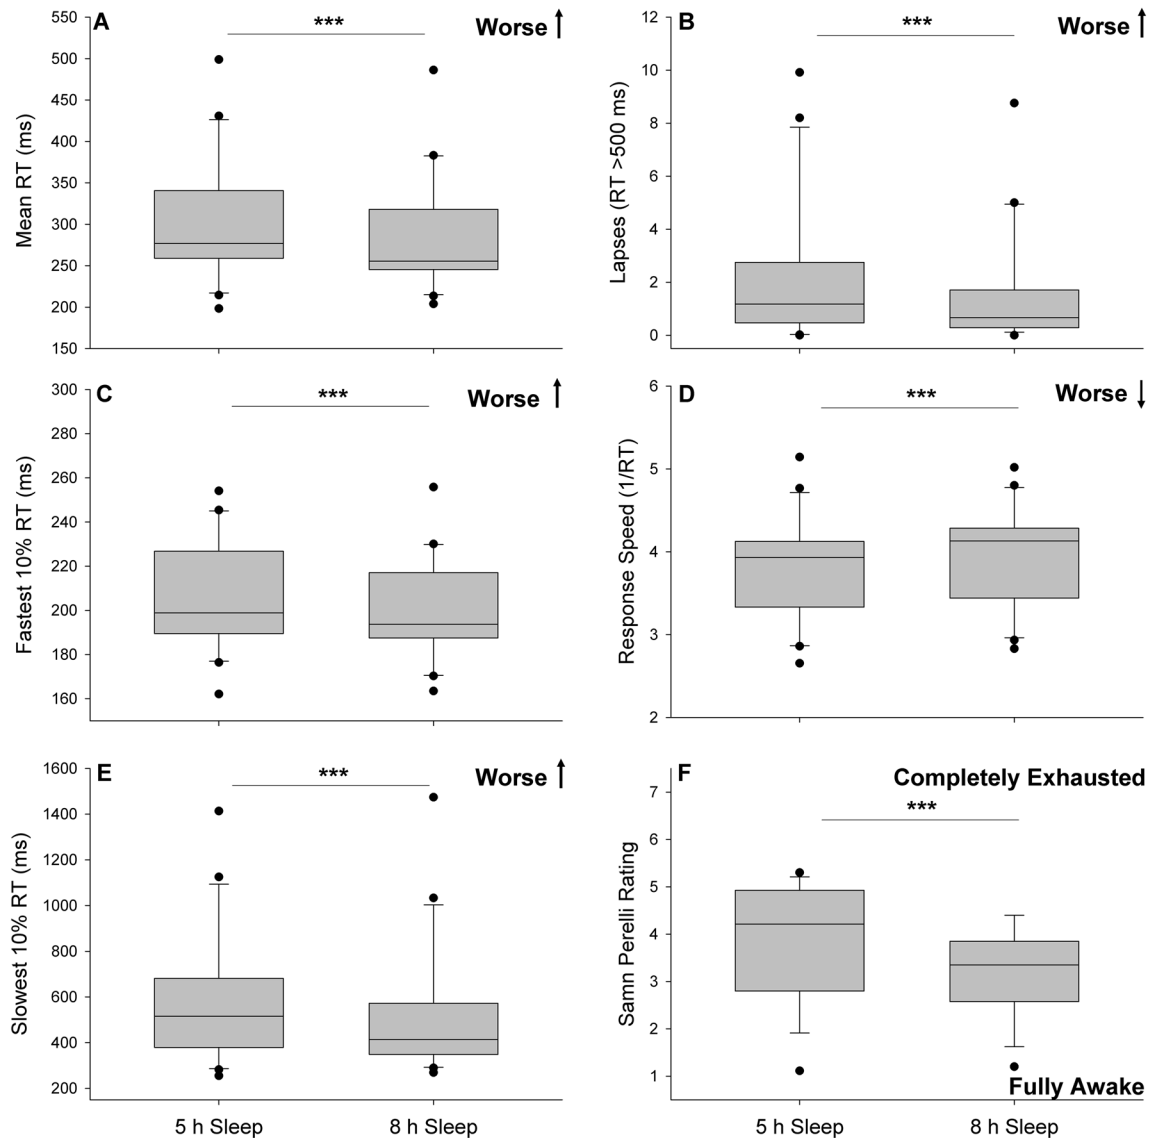 A
***
Worse ↑
Mean RT (ms)
550
500
450
400
350
300
250
200
150
B
***
Worse ↑
Lapses (RT >500 ms)
12
10
8
6
4
2
0
C
***
Worse ↑
Fastest 10% RT (ms)
300
280
260
240
220
200
180
160
D
***
Worse ↓
Response Speed (1/RT)
6
5
4
3
2
E
***
Worse ↑
Slowest 10% RT (ms)
1600
1400
1200
1000
800
600
400
200
5 h Sleep
8 h Sleep
F
Completely Exhausted
***
Samn Perelli Rating
7
6
5
4
3
2
1
Fully Awake
5 h Sleep
8 h Sleep